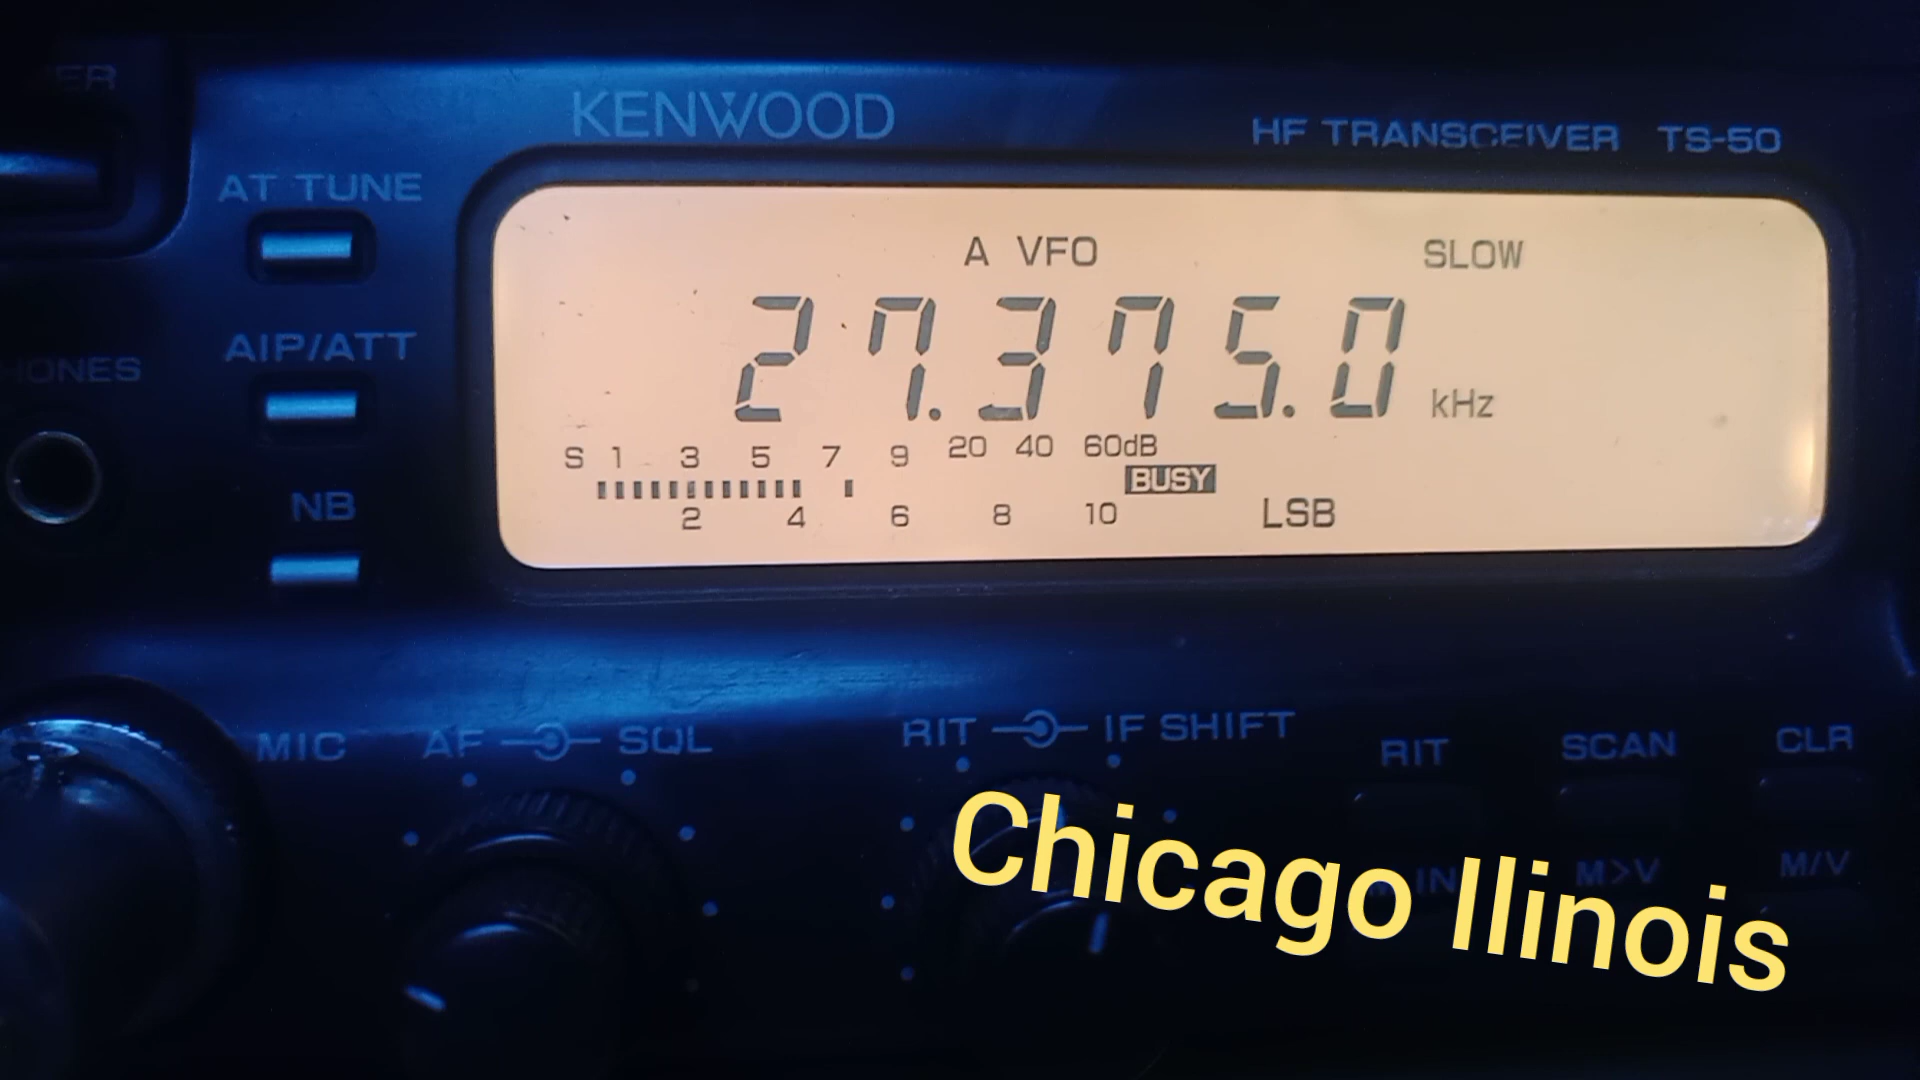 KENWOOD
HF TRANSCEIVER TS-50
AT TUNE
A VFO SLOW
27.375.0 kHz
AIP/ATT
S 1 3 5 7 9 20 40 60dB
BUSY
2 4 6 8 10 LSB
NB
MIC AF SQL RIT IF SHIFT RIT SCAN CLR
M>V M/V
Chicago Ilinois